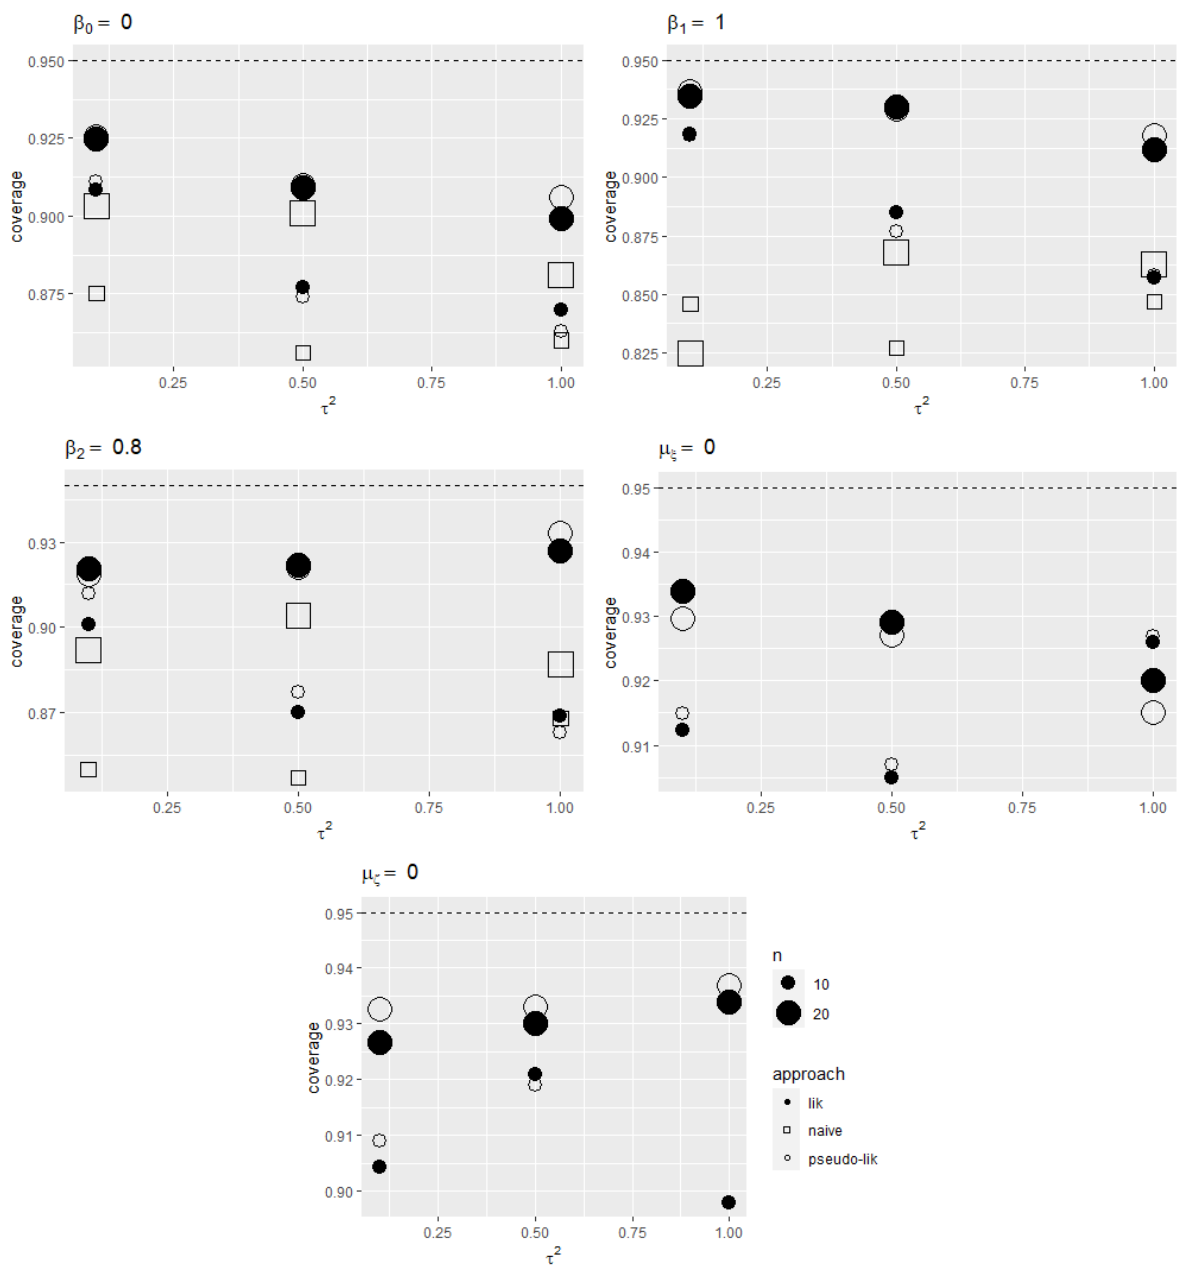 β0 = 0
0.950
0.925
0.900
0.875
coverage
0.25 0.50 0.75 1.00
τ2
β1 = 1
0.950
0.925
0.900
0.875
0.850
0.825
coverage
0.25 0.50 0.75 1.00
τ2
β2 = 0.8
0.93
0.90
0.87
coverage
0.25 0.50 0.75 1.00
τ2
μξ = 0
0.95
0.94
0.93
0.92
0.91
coverage
0.25 0.50 0.75 1.00
τ2
μζ = 0
0.95
0.94
0.93
0.92
0.91
0.90
coverage
0.25 0.50 0.75 1.00
τ2
n
10
20
approach
lik
naive
pseudo-lik